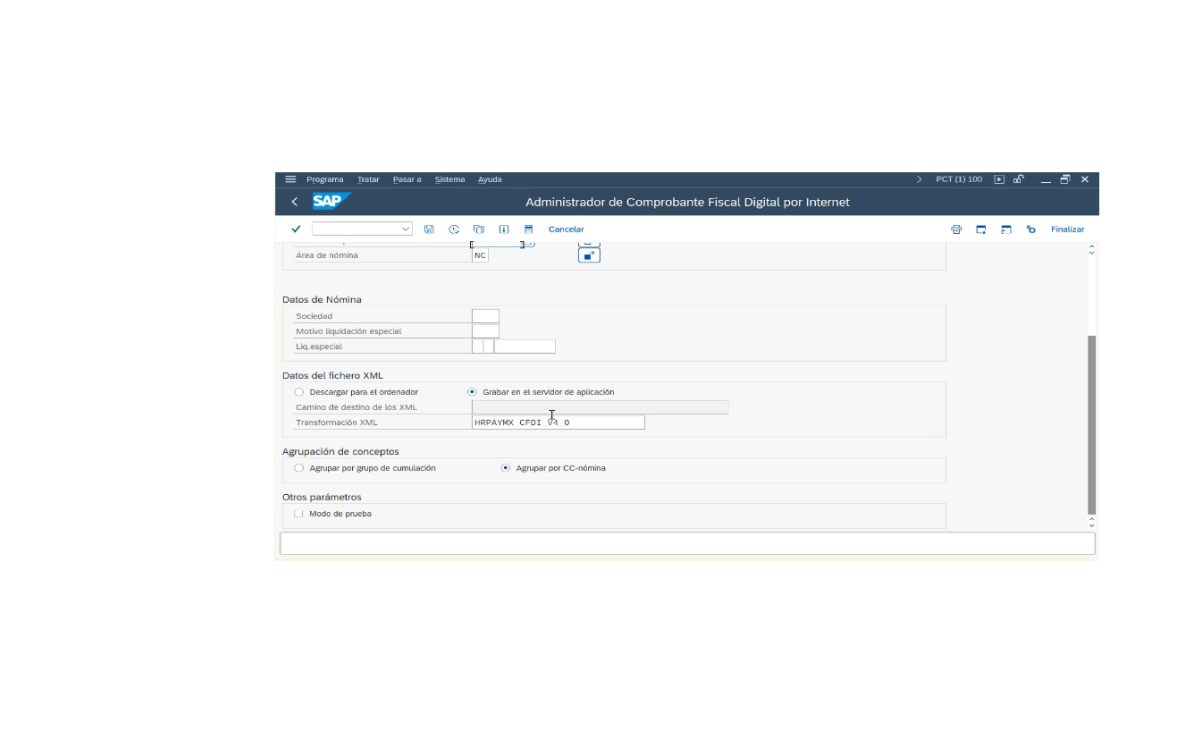 Programa Tratar Pasar a Sistema Ayuda PCT (1) 100
SAP Administrador de Comprobante Fiscal Digital por Internet
Cancelar Finalizar
Área de nómina NC
Datos de Nómina
Sociedad
Motivo liquidación especial
Liq.especial
Datos del fichero XML
Descargar para el ordenador Grabar en el servidor de aplicación
Camino de destino de los XML
Transformación XML HRPAYMX_CFDI_V4_0
Agrupación de conceptos
Agrupar por grupo de cumulación Agrupar por CC-nómina
Otros parámetros
Modo de prueba